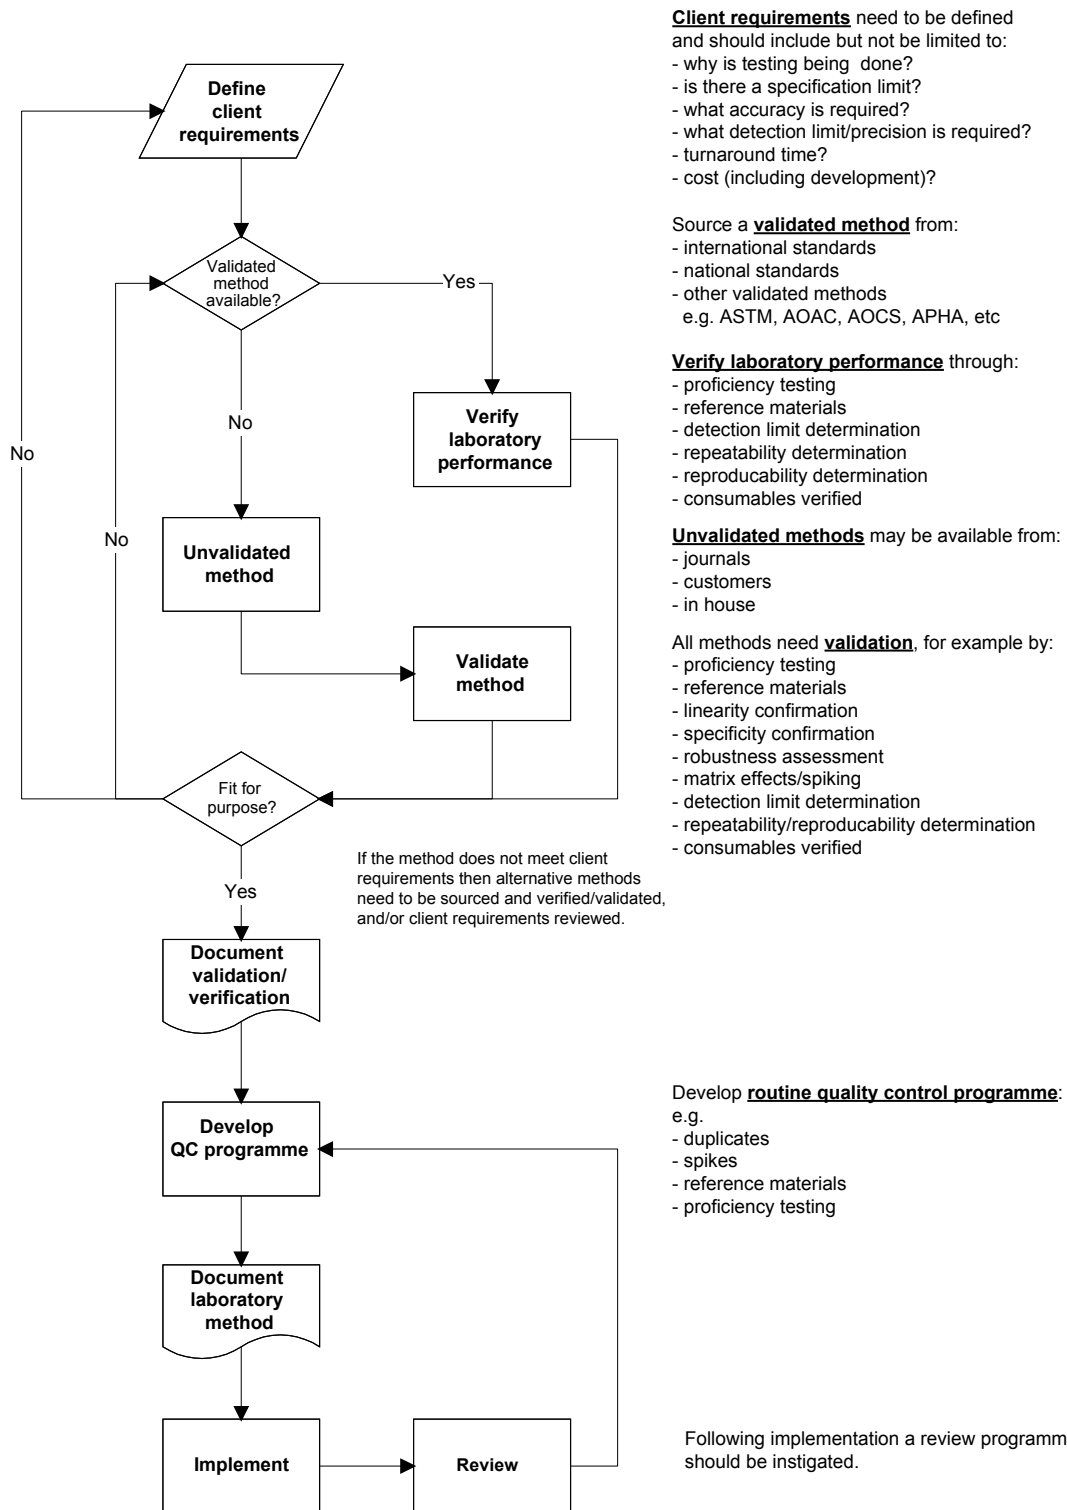 Define
client
requirements
Validated
method
available?
Yes
No
Verify
laboratory
performance
No
No
Unvalidated
method
Validate
method
Fit for
purpose?
If the method does not meet client
requirements then alternative methods
need to be sourced and verified/validated,
and/or client requirements reviewed.
Yes
Document
validation/
verification
Develop
QC programme
Document
laboratory
method
Implement
Review
Client requirements need to be defined
and should include but not be limited to:
- why is testing being  done?
- is there a specification limit?
- what accuracy is required?
- what detection limit/precision is required?
- turnaround time?
- cost (including development)?
Source a validated method from:
- international standards
- national standards
- other validated methods
e.g. ASTM, AOAC, AOCS, APHA, etc
Verify laboratory performance through:
- proficiency testing
- reference materials
- detection limit determination
- repeatability determination
- reproducability determination
- consumables verified
Unvalidated methods may be available from:
- journals
- customers
- in house
All methods need validation, for example by:
- proficiency testing
- reference materials
- linearity confirmation
- specificity confirmation
- robustness assessment
- matrix effects/spiking
- detection limit determination
- repeatability/reproducability determination
- consumables verified
Develop routine quality control programme:
e.g.
- duplicates
- spikes
- reference materials
- proficiency testing
Following implementation a review programm
should be instigated.